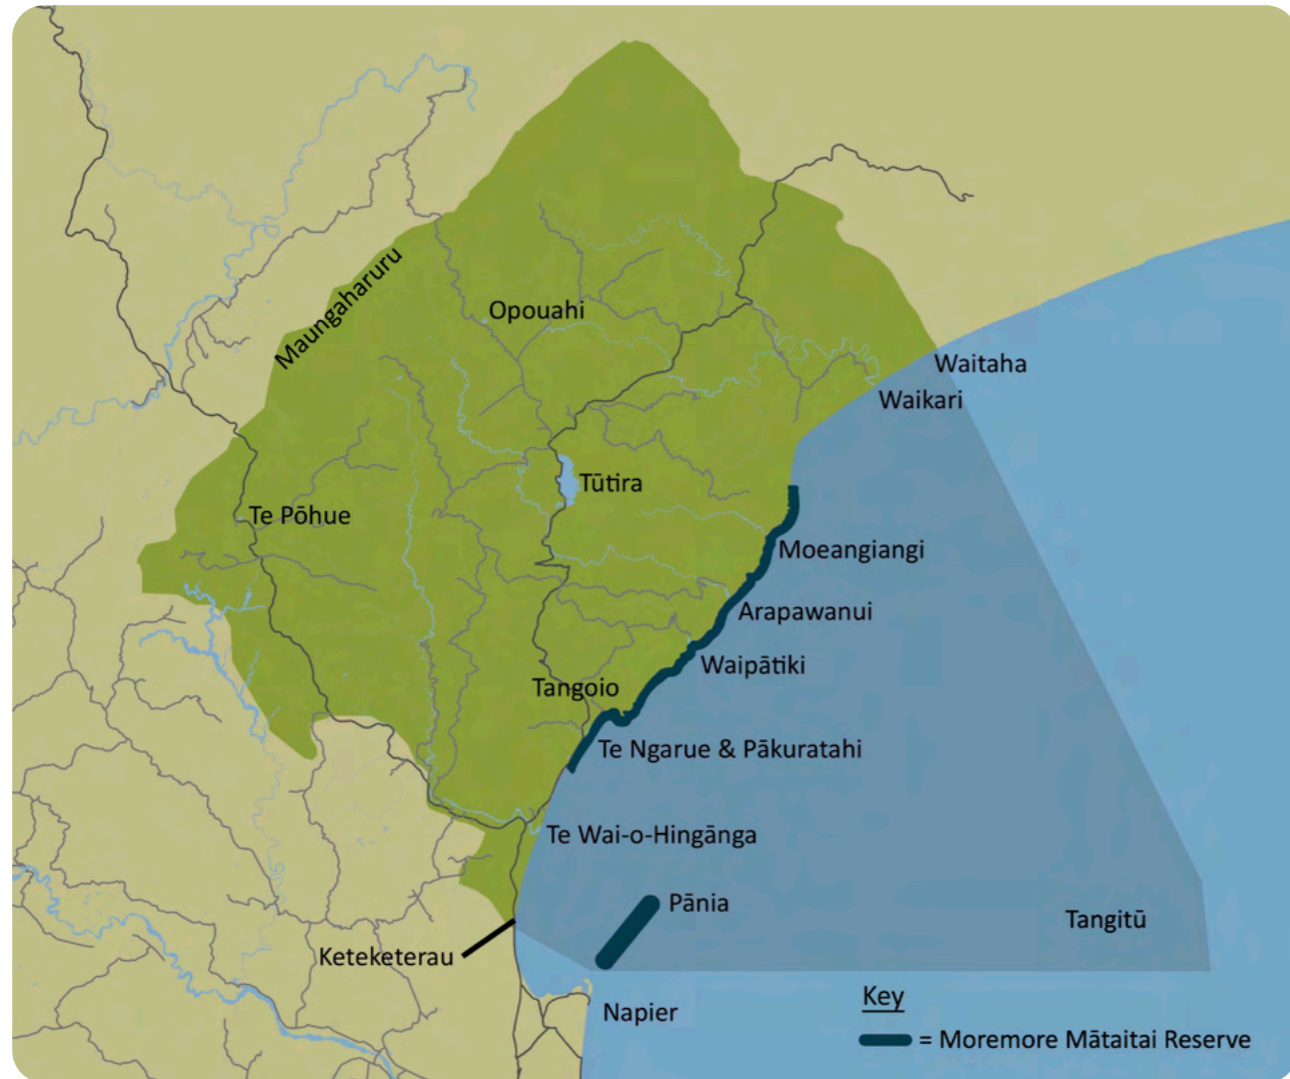 Maungaharuru
Opouahi
Waitaha
Waikari
Tūtira
Te Pōhue
Moeangiangi
Arapawanui
Waipātiki
Tangoio
Te Ngarue & Pākuratahi
Te Wai-o-Hingānga
Pānia
Tangitū
Keteketerau
Napier
Key
= Moremore Mātaitai Reserve